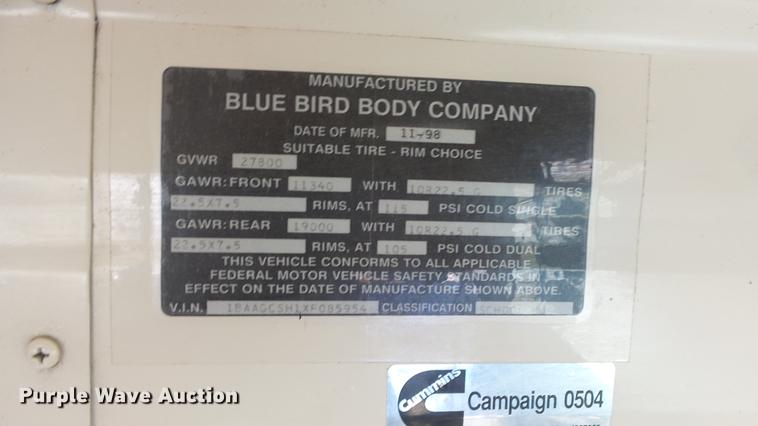 MANUFACTURED BY
BLUE BIRD BODY COMPANY
DATE OF MFR. 11-98
SUITABLE TIRE - RIM CHOICE
GVWR 27800
GAWR: FRONT 11340 WITH 10R22.5 G TIRES
22.5X7.5 RIMS, AT 115 PSI COLD SINGLE
GAWR: REAR 19000 WITH 10R22.5 G TIRES
22.5X7.5 RIMS, AT 105 PSI COLD DUAL
THIS VEHICLE CONFORMS TO ALL APPLICABLE
FEDERAL MOTOR VEHICLE SAFETY STANDARDS IN
EFFECT ON THE DATE OF MANUFACTURE SHOWN ABOVE.
V.I.N. 1BAAGCSH1XF085954 CLASSIFICATION
Cummins
Campaign 0504
Purple Wave Auction